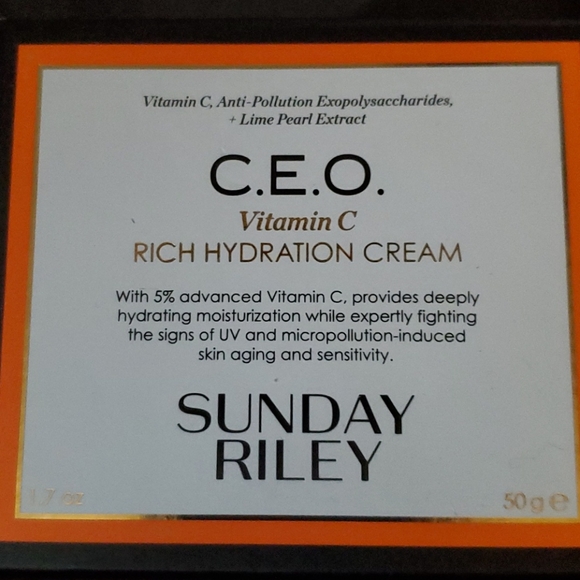 Vitamin C, Anti-Pollution Exopolysaccharides,
+ Lime Pearl Extract
C.E.O.
Vitamin C
RICH HYDRATION CREAM
With 5% advanced Vitamin C, provides deeply
hydrating moisturization while expertly fighting
the signs of UV and micropollution-induced
skin aging and sensitivity.
SUNDAY
RILEY
1.7 oz 50 g ℮